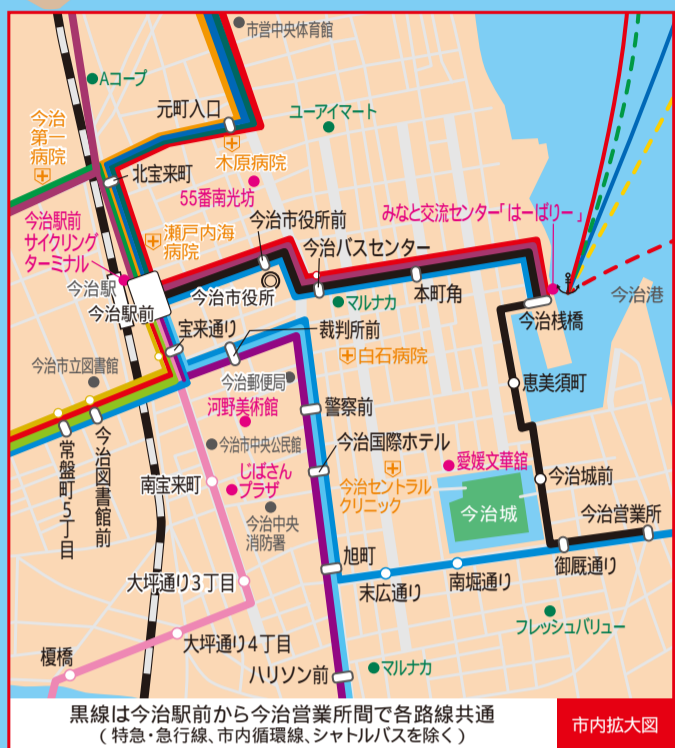 市営中央体育館
Aコープ
元町入口
ユーアイマート
今治
第一
病院
木原病院
北宝来町
55番南光坊
今治駅前
サイクリング
ターミナル
瀬戸内海
病院
今治市役所前
みなと交流センター「はーばりー」
今治バスセンター
今治駅
今治駅前
今治市役所
マルナカ
本町角
今治桟橋
今治港
宝来通り
裁判所前
白石病院
今治市立図書館
今治郵便局
恵美須町
河野美術館
警察前
常盤町5丁目
今治図書館前
今治市中央公民館
今治国際ホテル
愛媛文華舘
南宝来町
じばさん
プラザ
今治セントラル
クリニック
今治城前
今治中央
消防署
今治城
今治営業所
旭町
御厩通り
大坪通り3丁目
末広通り
南堀通り
フレッシュバリュー
大坪通り4丁目
榎橋
ハリソン前
マルナカ
黒線は今治駅前から今治営業所間で各路線共通
(特急・急行線、市内循環線、シャトルバスを除く)
市内拡大図